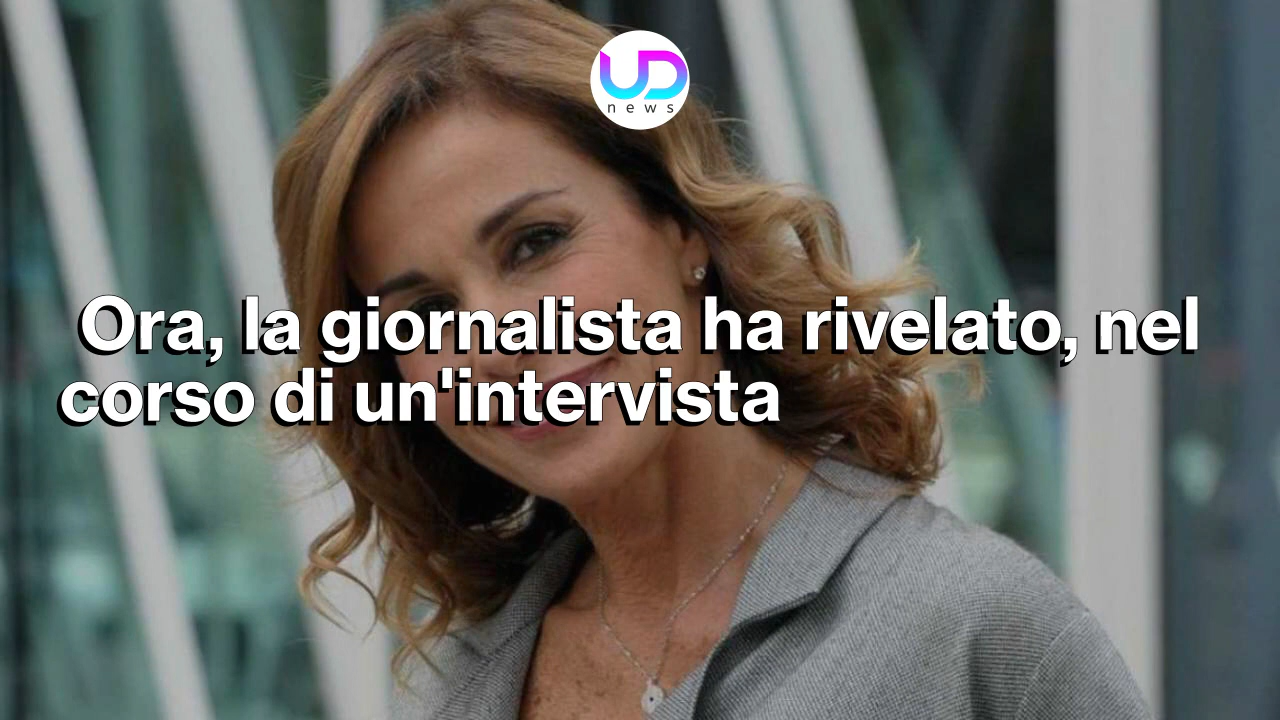 UD
news
Ora, la giornalista ha rivelato, nel
corso di un'intervista